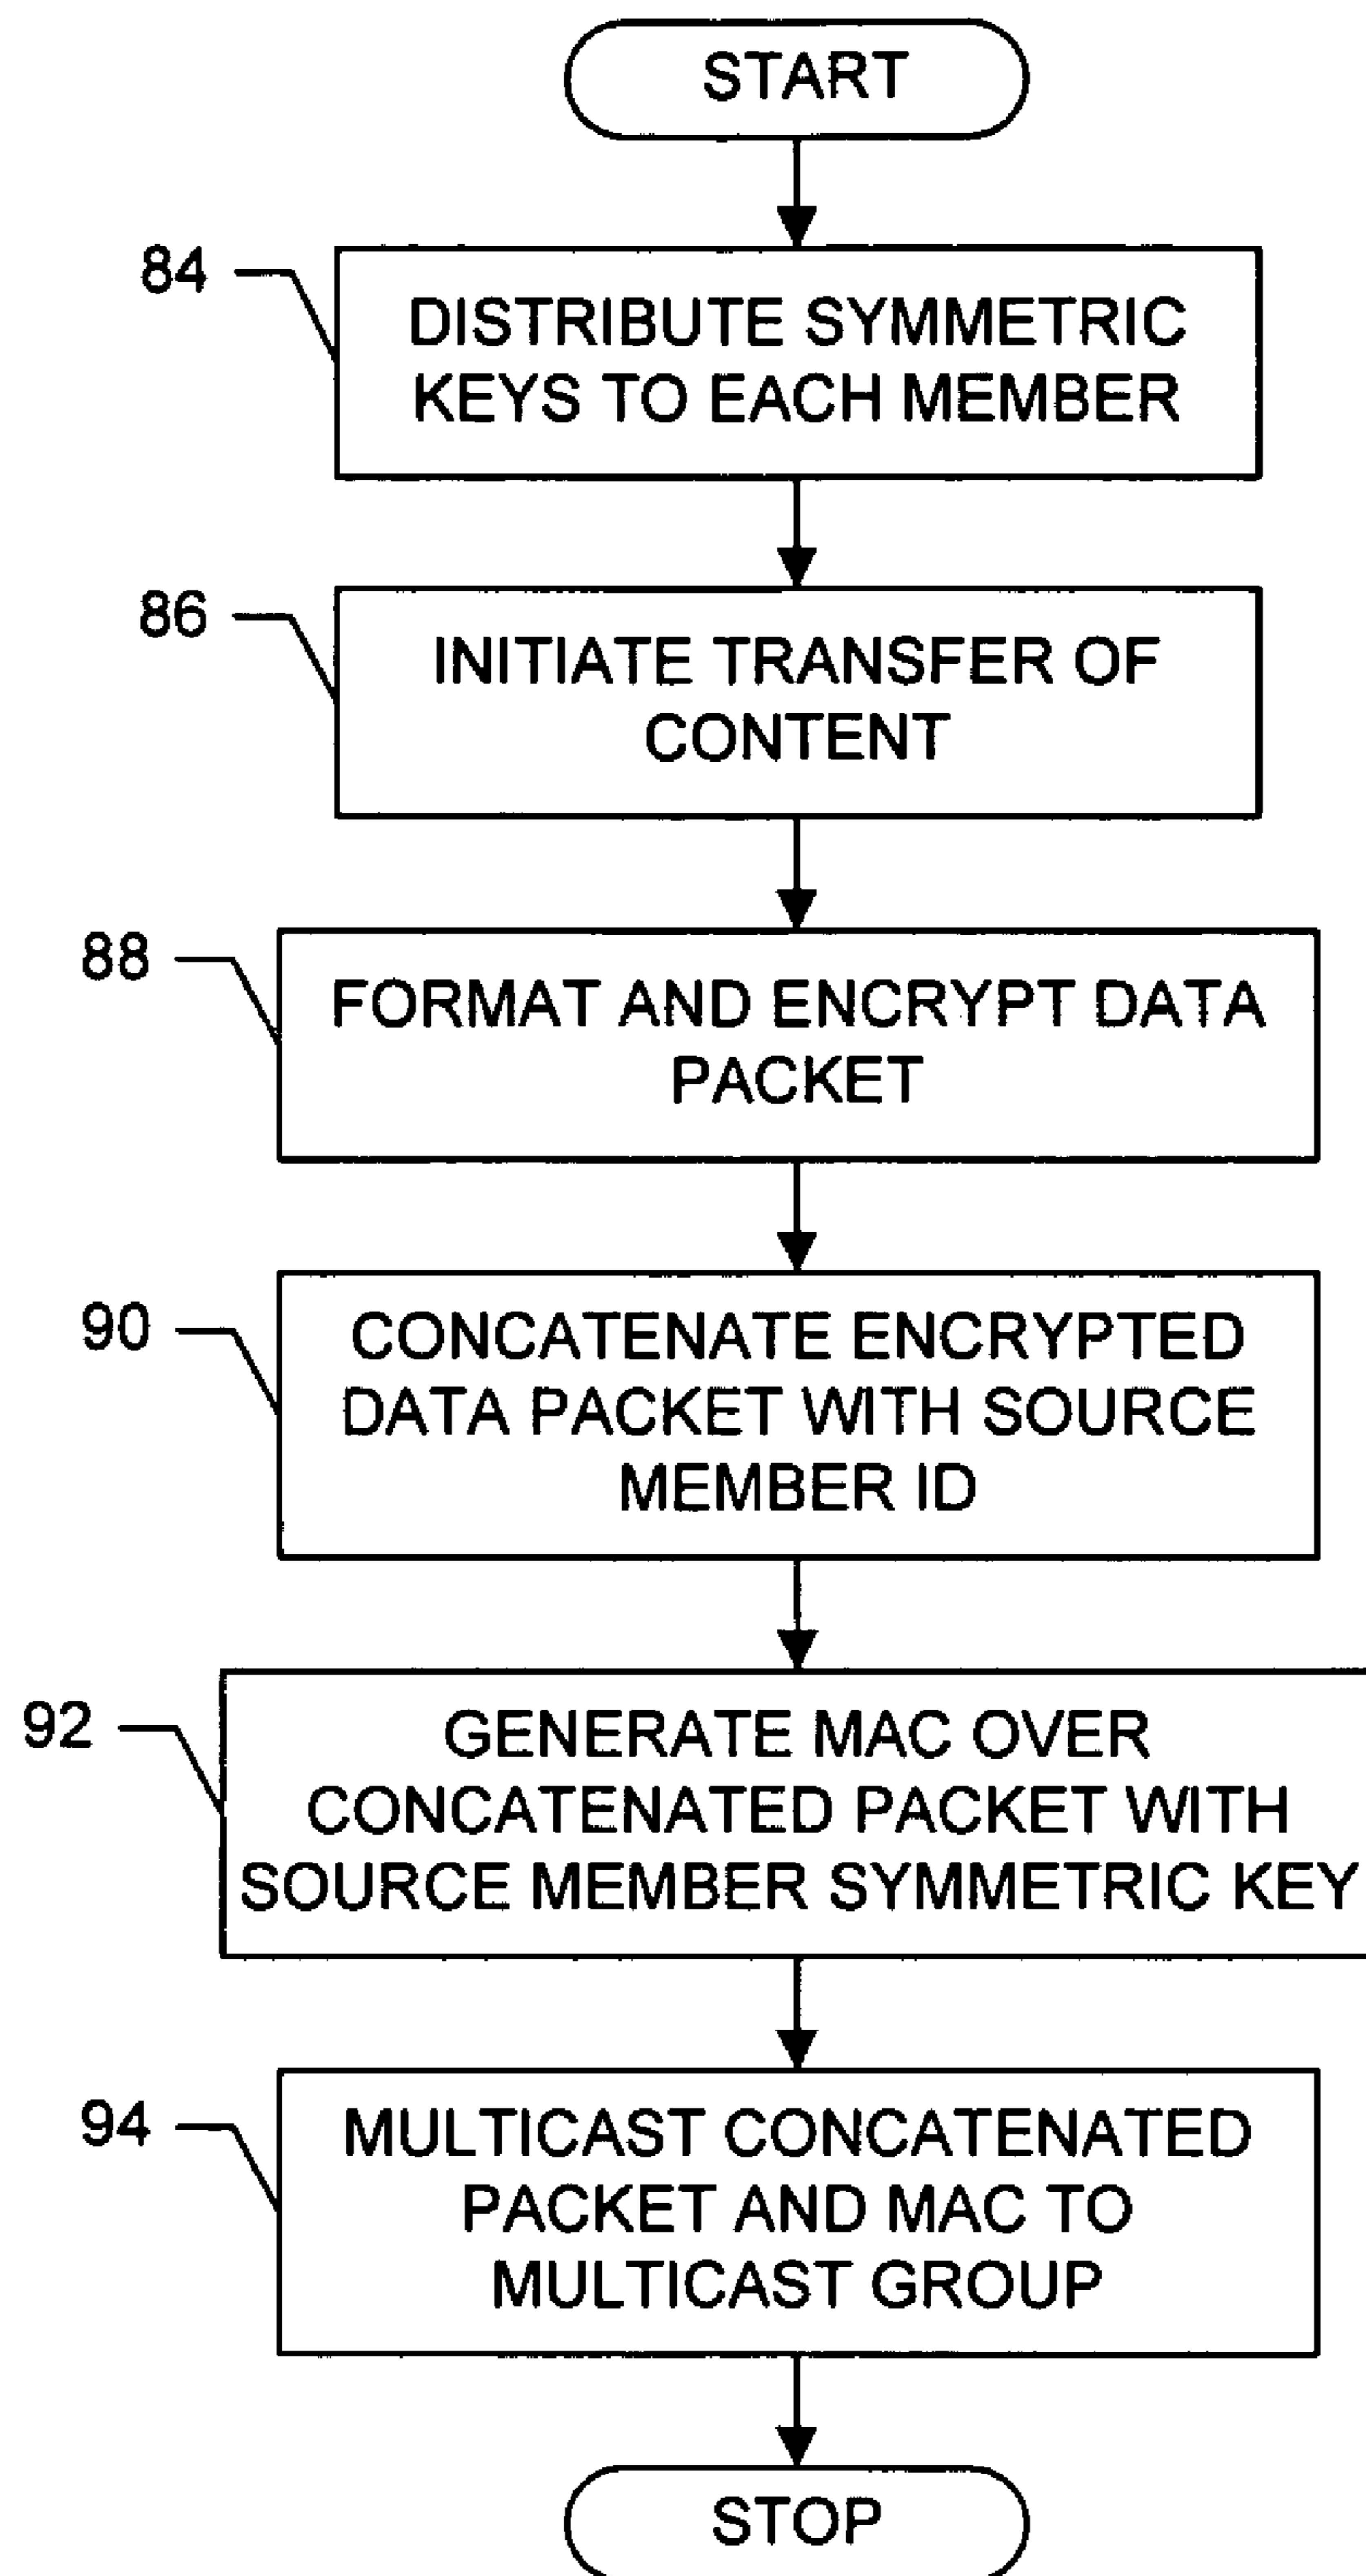 START
84
DISTRIBUTE SYMMETRIC
KEYS TO EACH MEMBER
86
INITIATE TRANSFER OF
CONTENT
88
FORMAT AND ENCRYPT DATA
PACKET
90
CONCATENATE ENCRYPTED
DATA PACKET WITH SOURCE
MEMBER ID
92
GENERATE MAC OVER
CONCATENATED PACKET WITH
SOURCE MEMBER SYMMETRIC KEY
94
MULTICAST CONCATENATED
PACKET AND MAC TO
MULTICAST GROUP
STOP